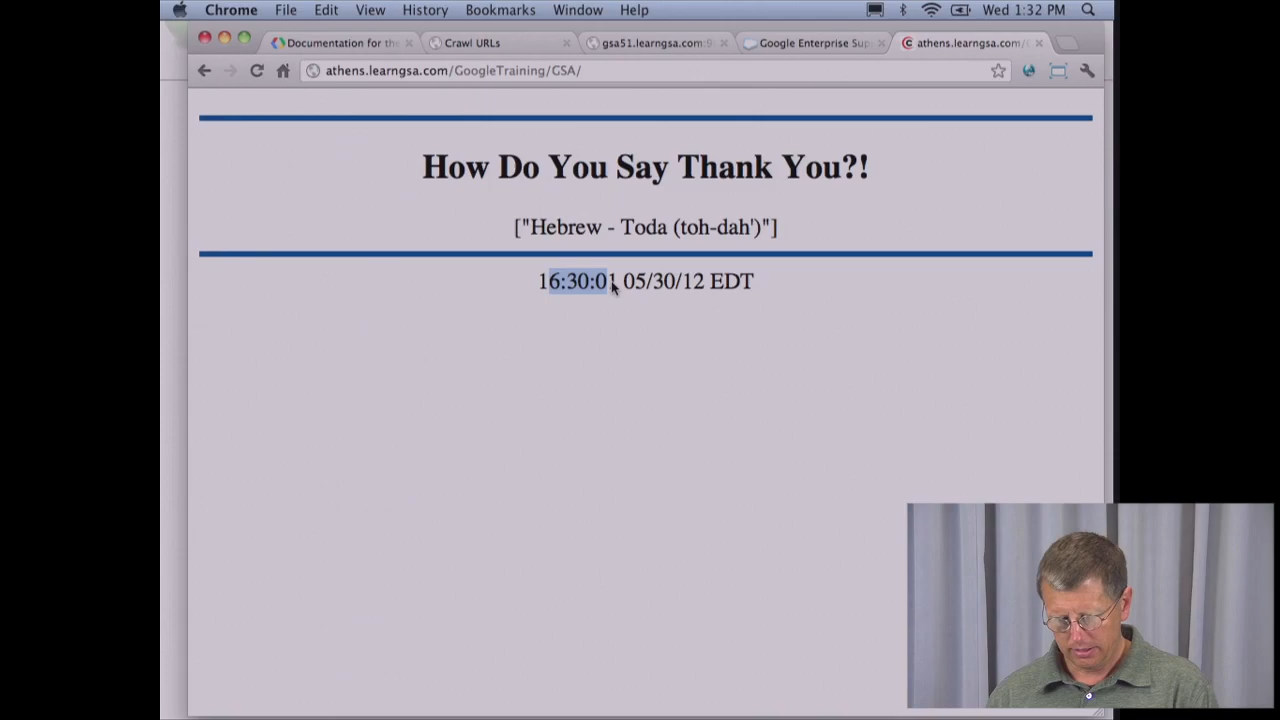 Chrome File Edit View History Bookmarks Window Help Wed 1:32 PM
Documentation for the Crawl URLs gsa51.learngsa.com:9 Google Enterprise Sup athens.learngsa.com/
athens.learngsa.com/GoogleTraining/GSA/
How Do You Say Thank You?!
["Hebrew - Toda (toh-dah')"]
16:30:01 05/30/12 EDT